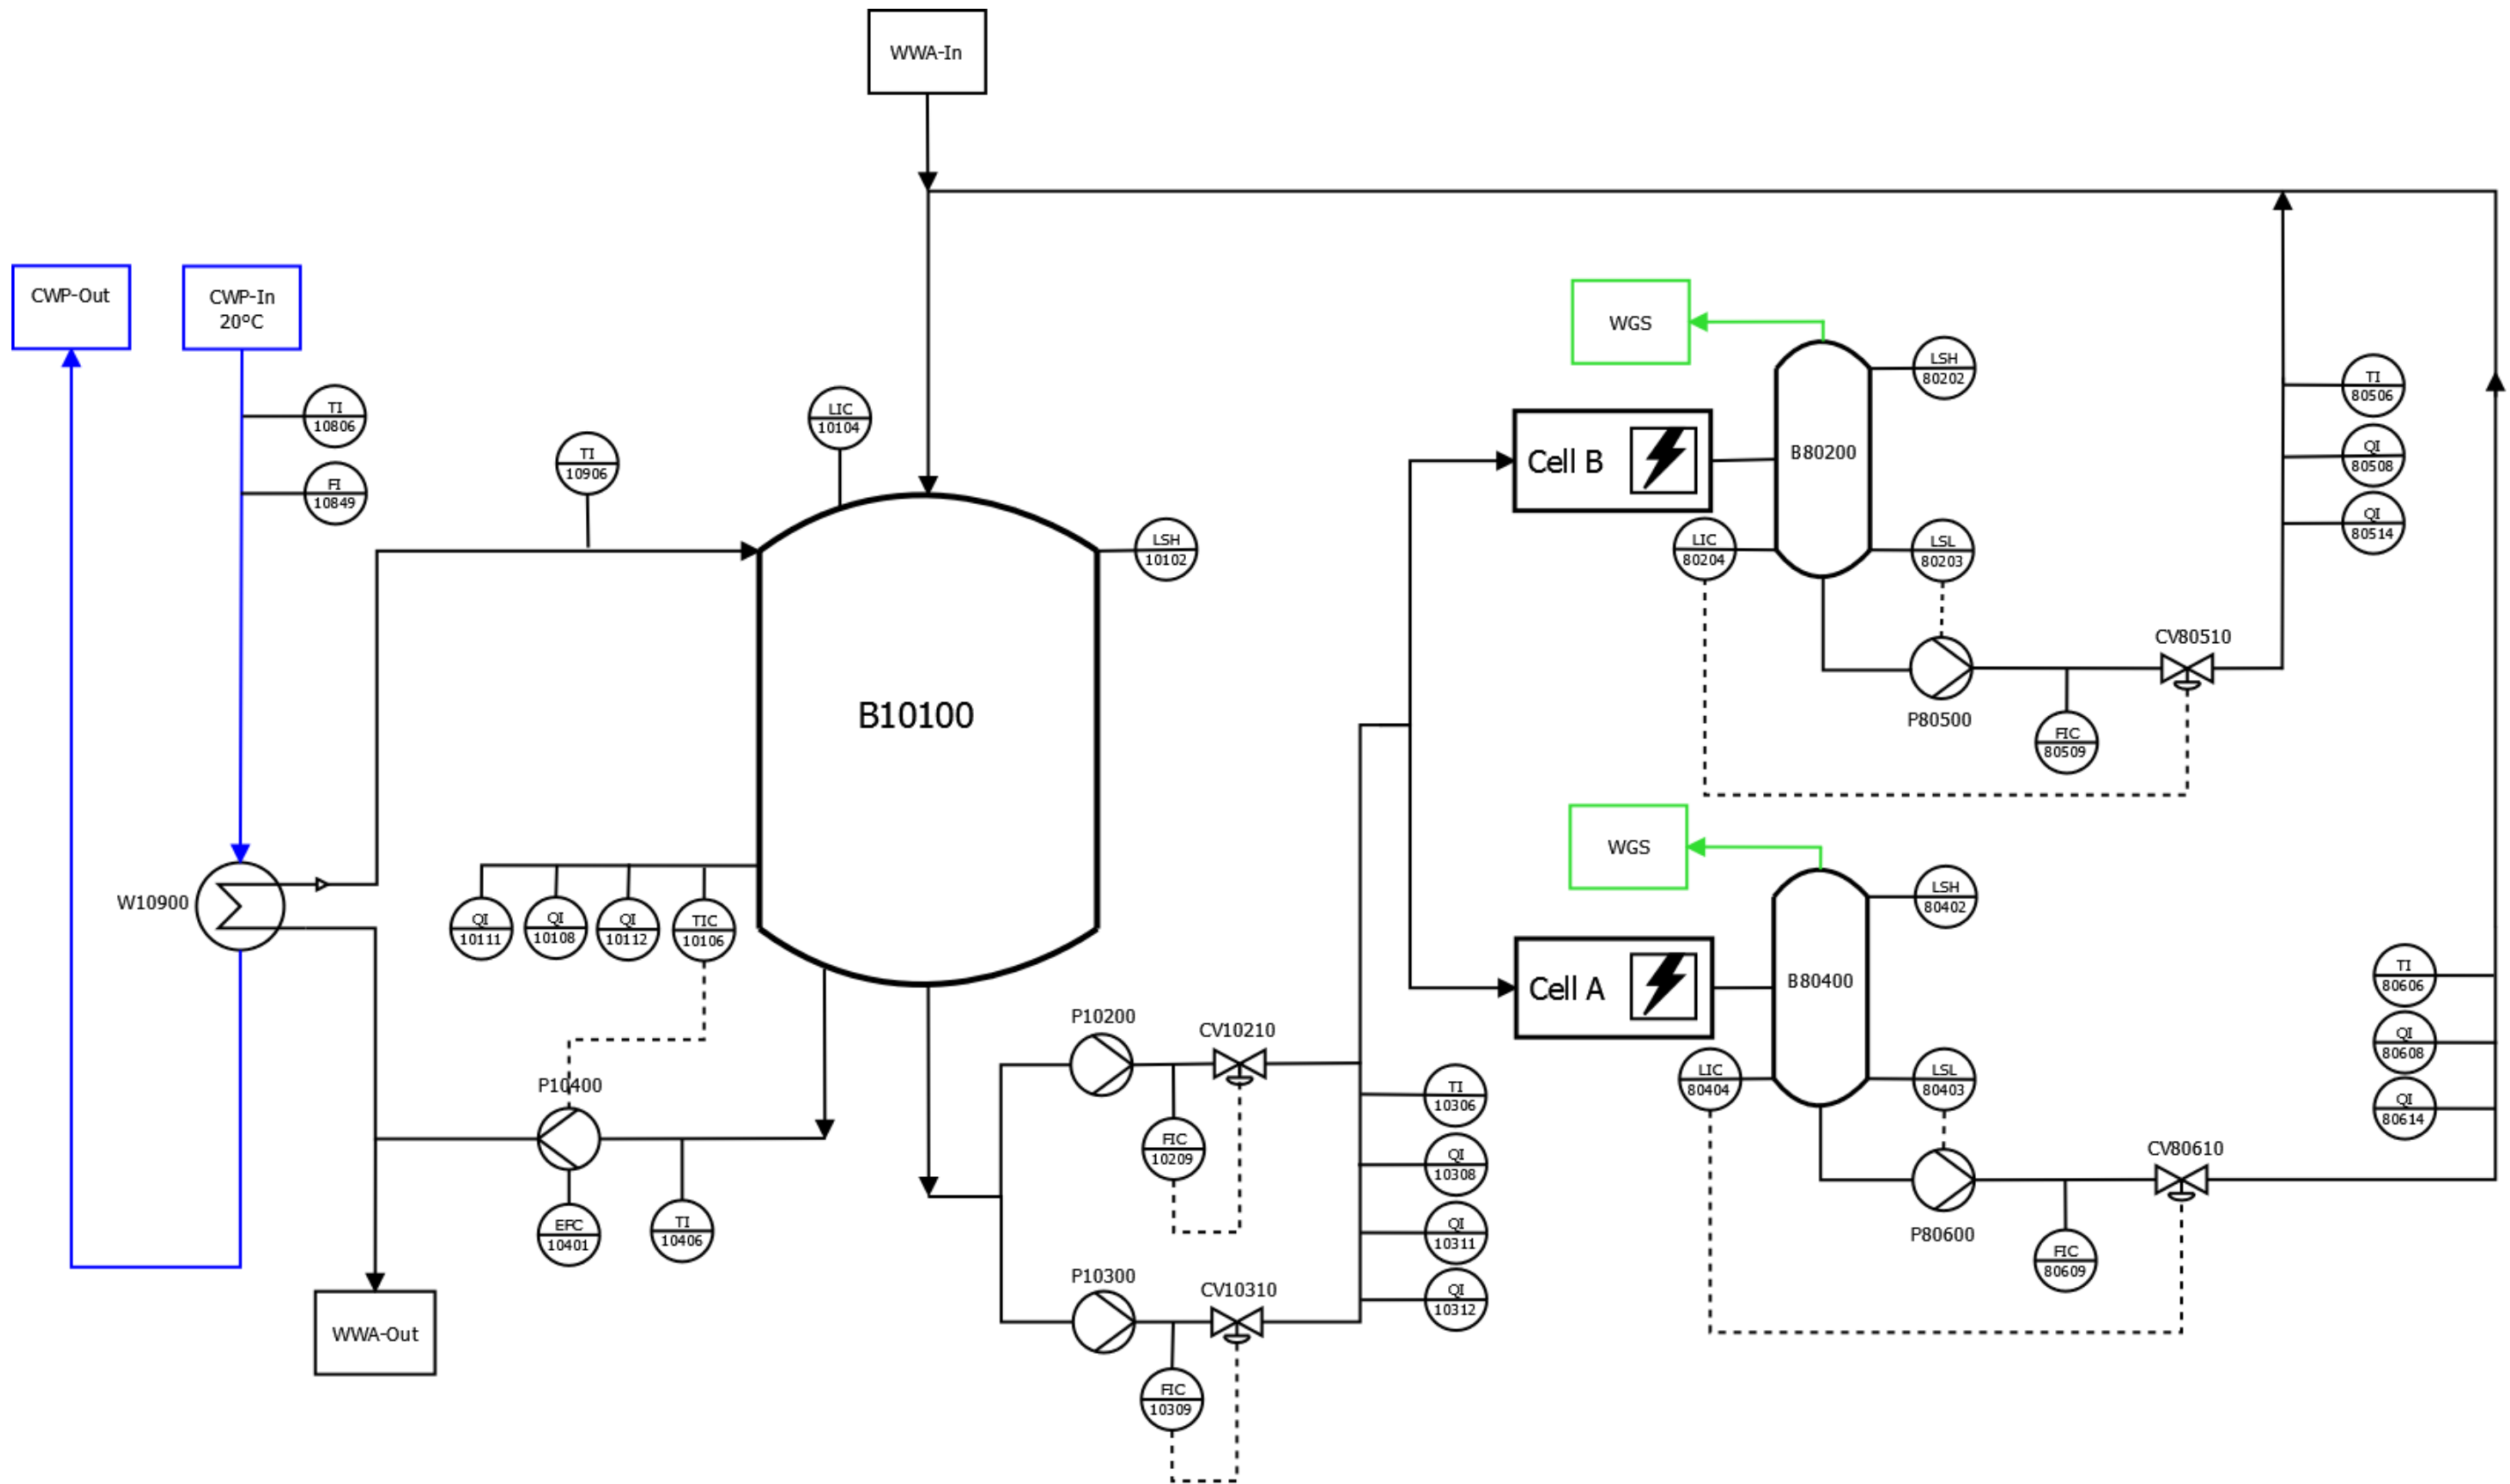 WWA-In
CWP-Out
CWP-In
20°C
WGS
LSH
80202
TI
10806
FI
10849
TI
10906
LIC
10104
LSH
10102
Cell B
B80200
TI
80506
QI
80508
QI
80514
LIC
80204
LSL
80203
CV80510
P80500
FIC
80509
B10100
WGS
LSH
80402
W10900
QI
10111
QI
10108
QI
10112
TIC
10106
Cell A
B80400
TI
80606
QI
80608
QI
80614
P10200
CV10210
LIC
80404
LSL
80403
P10400
TI
10306
FIC
10209
QI
10308
CV80610
EFC
10401
TI
10406
QI
10311
P80600
FIC
80609
P10300
CV10310
QI
10312
WWA-Out
FIC
10309